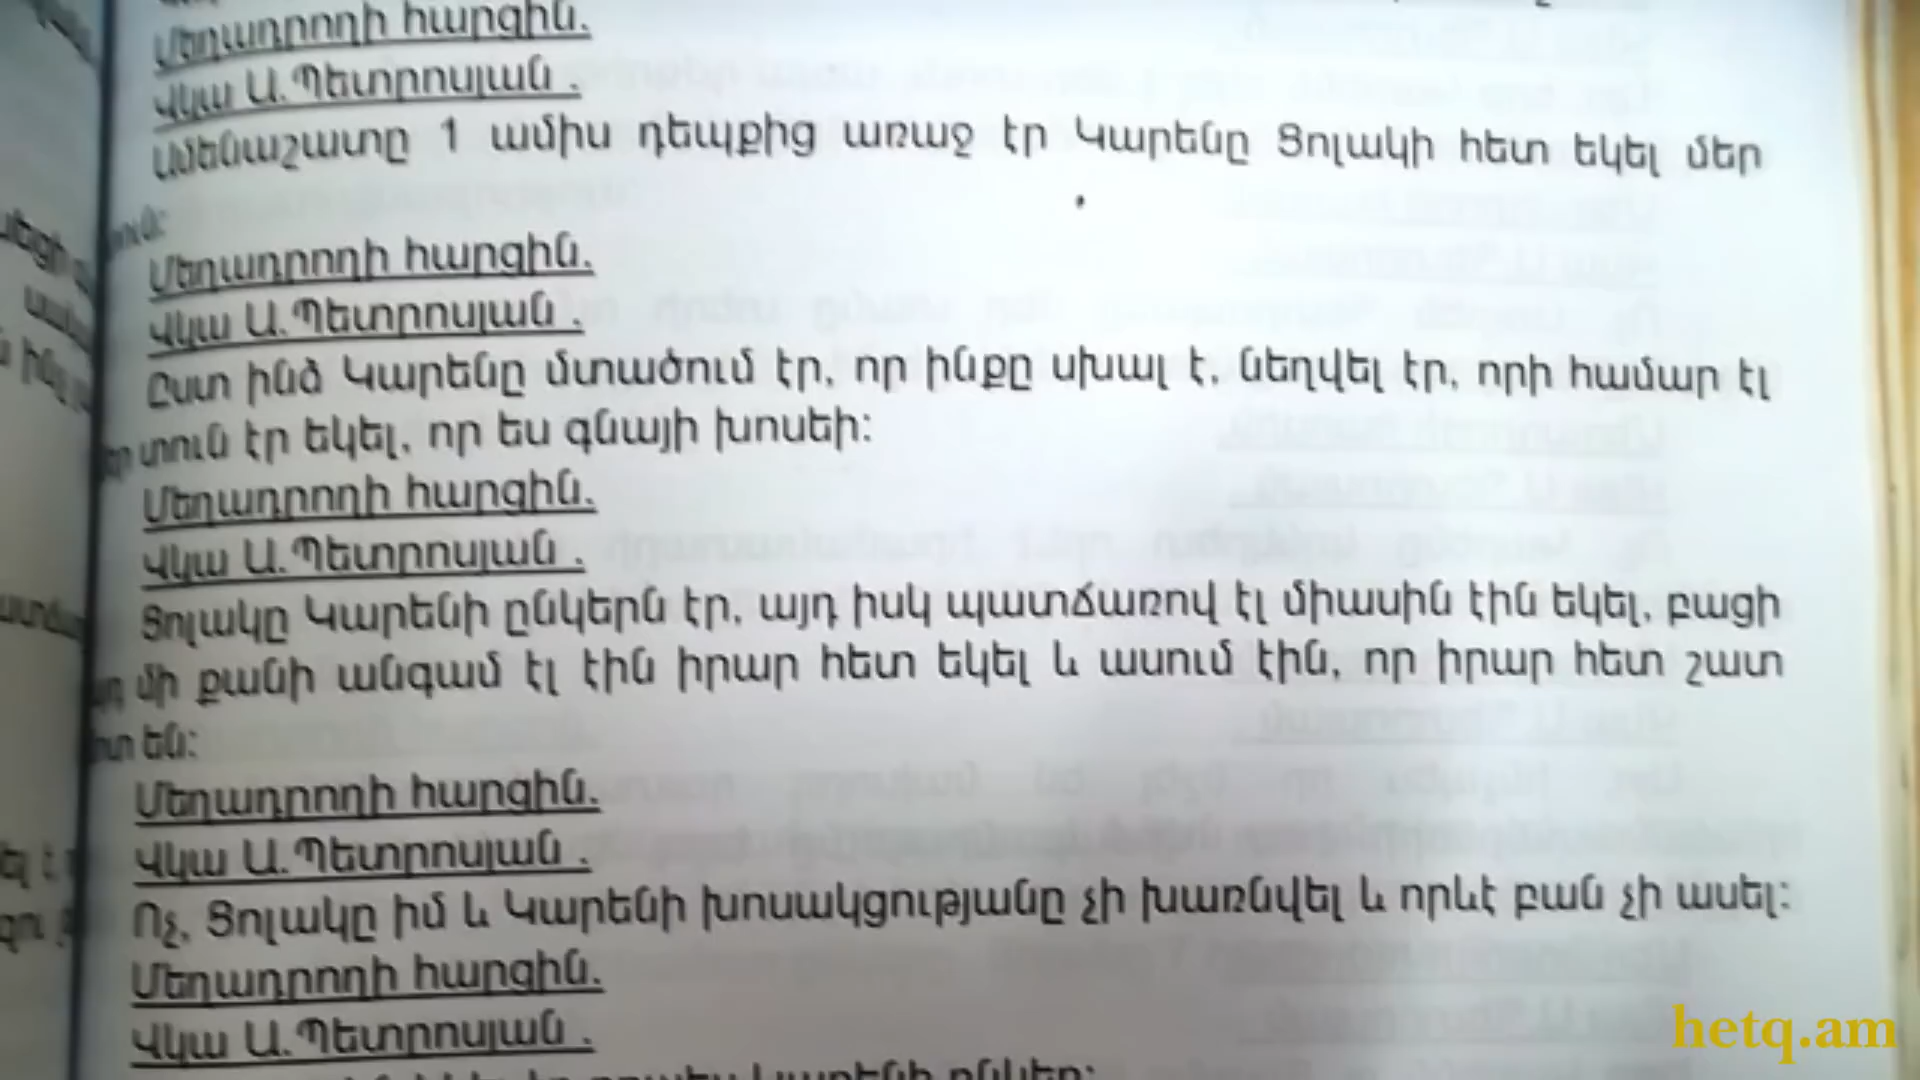 Մեղադրողի հարցին.
Վկա Ա.Պետրոսյան .
Ամենաշատը 1 ամիս դեպքից առաջ էր Կարենը Ցոլակի հետ եկել մեր
Մեղադրողի հարցին.
Վկա Ա.Պետրոսյան .
Ըստ ինձ Կարենը մտածում էր, որ ինքը սխալ է, նեղվել էր, որի համար էլ
տուն էր եկել, որ ես գնայի խոսեի:
Մեղադրողի հարցին.
Վկա Ա.Պետրոսյան .
Ցոլակը Կարենի ընկերն էր, այդ իսկ պատճառով էլ միասին էին եկել, բացի
մի քանի անգամ էլ էին իրար հետ եկել և ասում էին, որ իրար հետ շատ
են:
Մեղադրողի հարցին.
Վկա Ա.Պետրոսյան .
Ոչ, Ցոլակը իմ և Կարենի խոսակցությանը չի խառնվել և որևէ բան չի ասել:
Մեղադրողի հարցին.
Վկա Ա.Պետրոսյան .
Կարենի ընկեր:
hetq.am